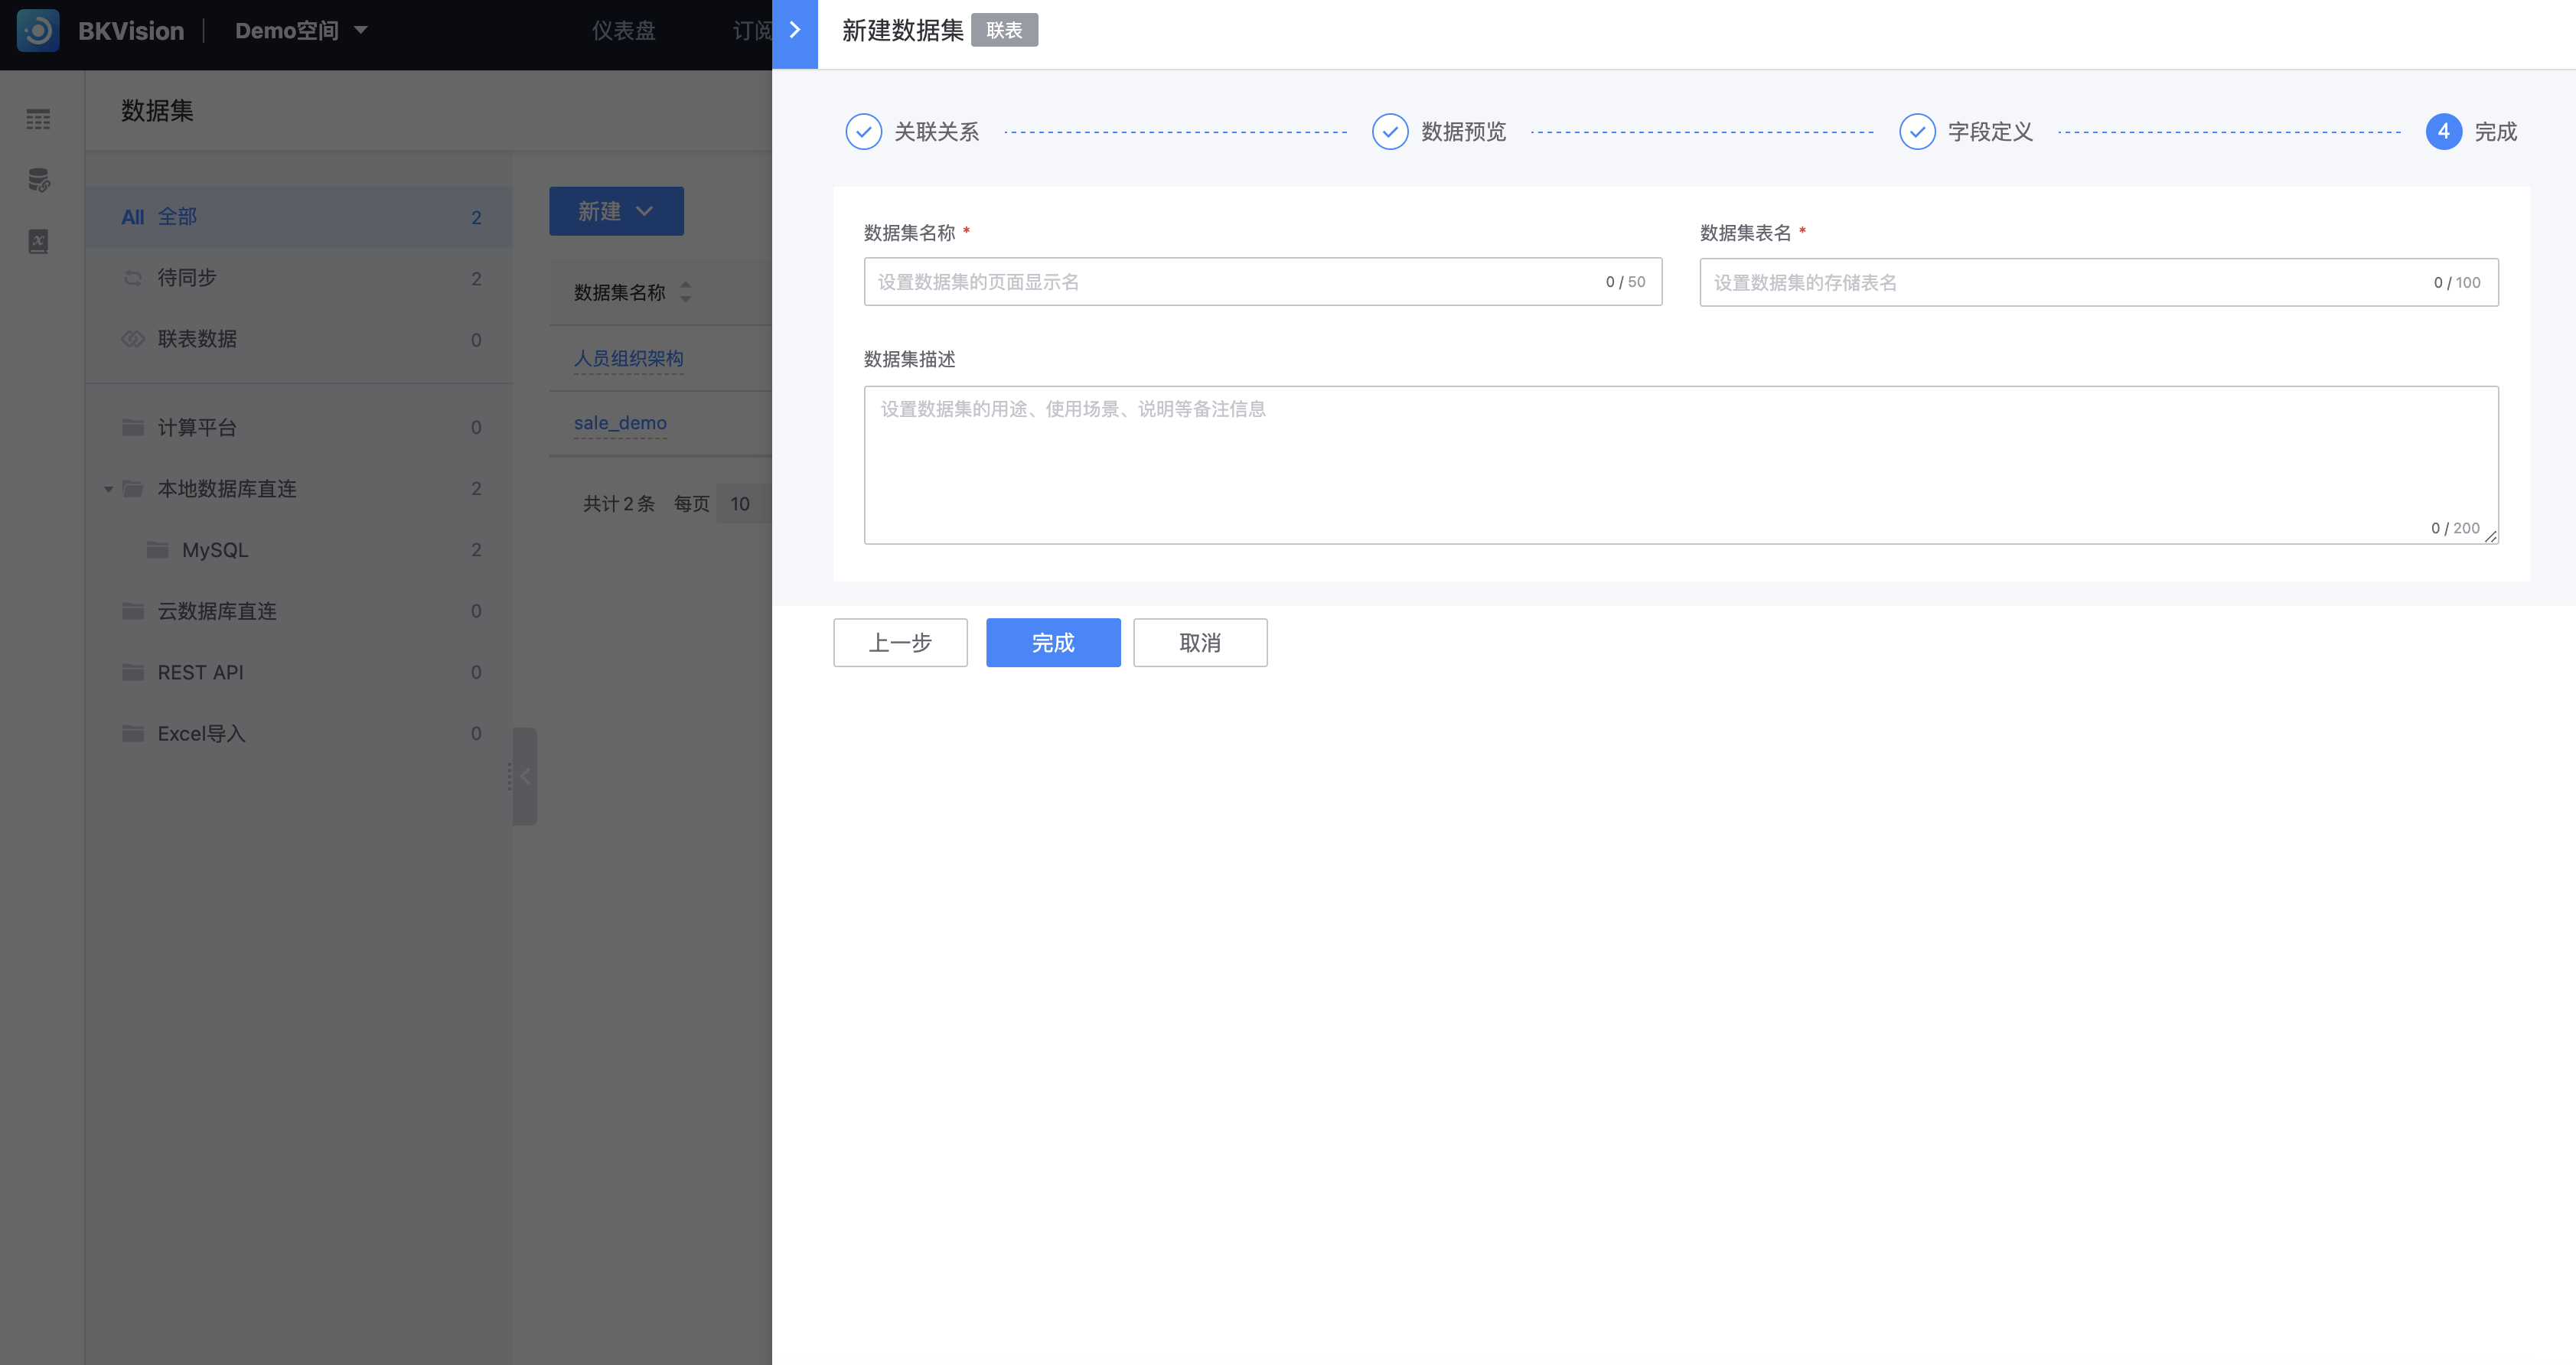 BKVision
Demo空间
仪表盘
订阅
新建数据集 联表
数据集
关联关系
数据预览
字段定义
4 完成
All 全部 2
待同步 2
联表数据 0
计算平台 0
本地数据库直连 2
MySQL 2
云数据库直连 0
REST API 0
Excel导入 0
新建
数据集名称
人员组织架构
sale_demo
共计 2 条 每页 10
数据集名称 *
设置数据集的页面显示名 0 / 50
数据集表名 *
设置数据集的存储表名 0 / 100
数据集描述
设置数据集的用途、使用场景、说明等备注信息
0 / 200
上一步 完成 取消